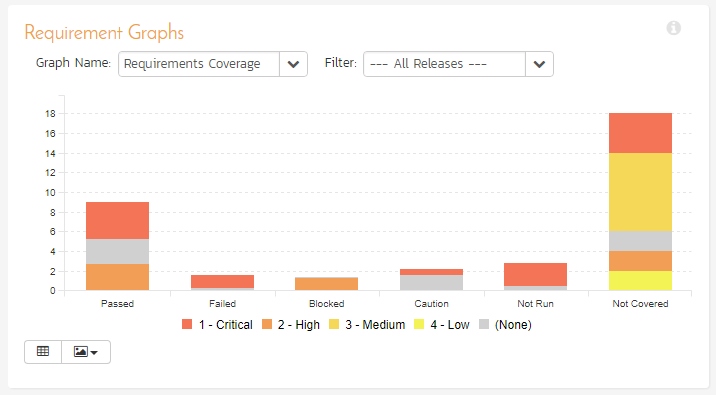 Requirement Graphs
Graph Name: Requirements Coverage Filter: --- All Releases ---
18
16
14
12
10
8
6
4
2
0
Passed Failed Blocked Caution Not Run Not Covered
1 - Critical 2 - High 3 - Medium 4 - Low (None)